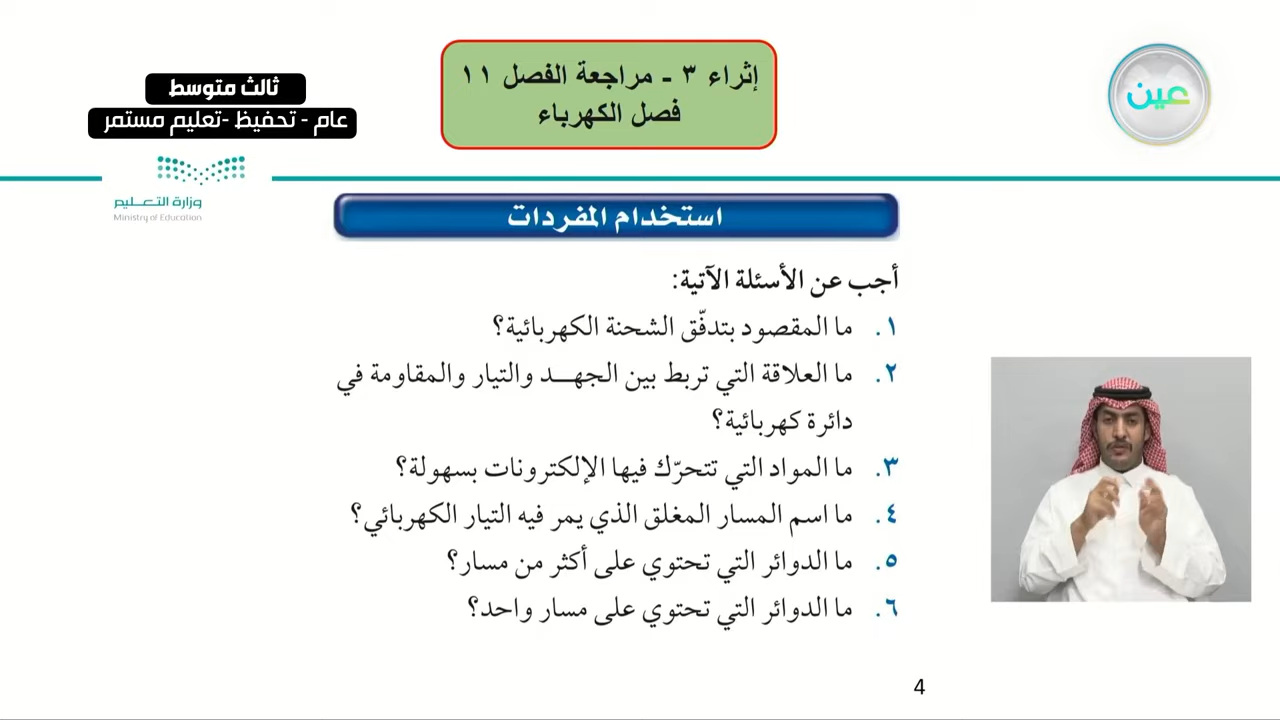 إثراء ٣ - مراجعة الفصل ١١
فصل الكهرباء
عين
ثالث متوسط
عام - تحفيظ -تعليم مستمر
وزارة التعـــليم
Ministry of Education
استخدام المفردات
أجب عن الأسئلة الآتية:
١. ما المقصود بتدفّق الشحنة الكهربائية؟
٢. ما العلاقة التي تربط بين الجهـــد والتيار والمقاومة في
دائرة كهربائية؟
٣. ما المواد التي تتحرّك فيها الإلكترونات بسهولة؟
٤. ما اسم المسار المغلق الذي يمر فيه التيار الكهربائي؟
٥. ما الدوائر التي تحتوي على أكثر من مسار؟
٦. ما الدوائر التي تحتوي على مسار واحد؟
4